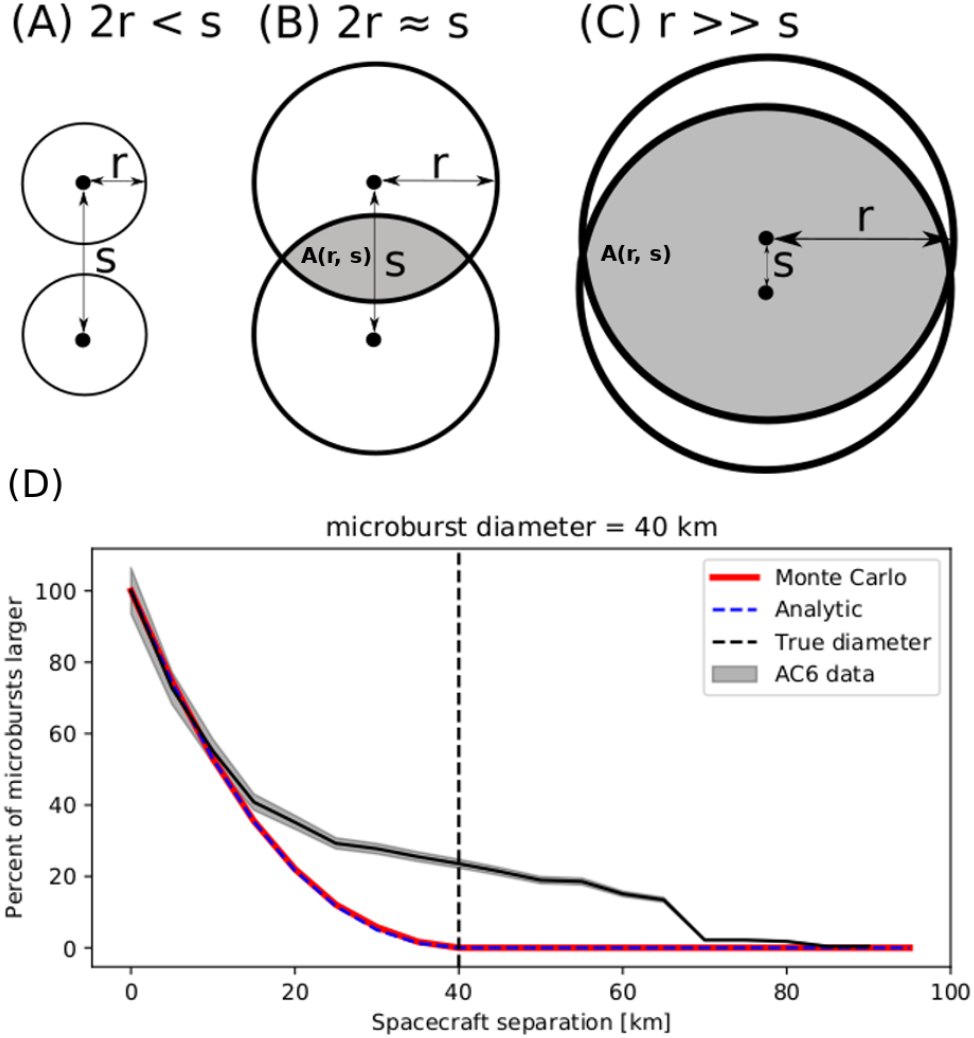 (A) 2r < s (B) 2r ≈ s (C) r >> s
r
s
r
A(r, s)
s
r
A(r, s)
s
(D)
microburst diameter = 40 km
Percent of microbursts larger
100
80
60
40
20
0
Monte Carlo
Analytic
True diameter
AC6 data
0 20 40 60 80 100
Spacecraft separation [km]